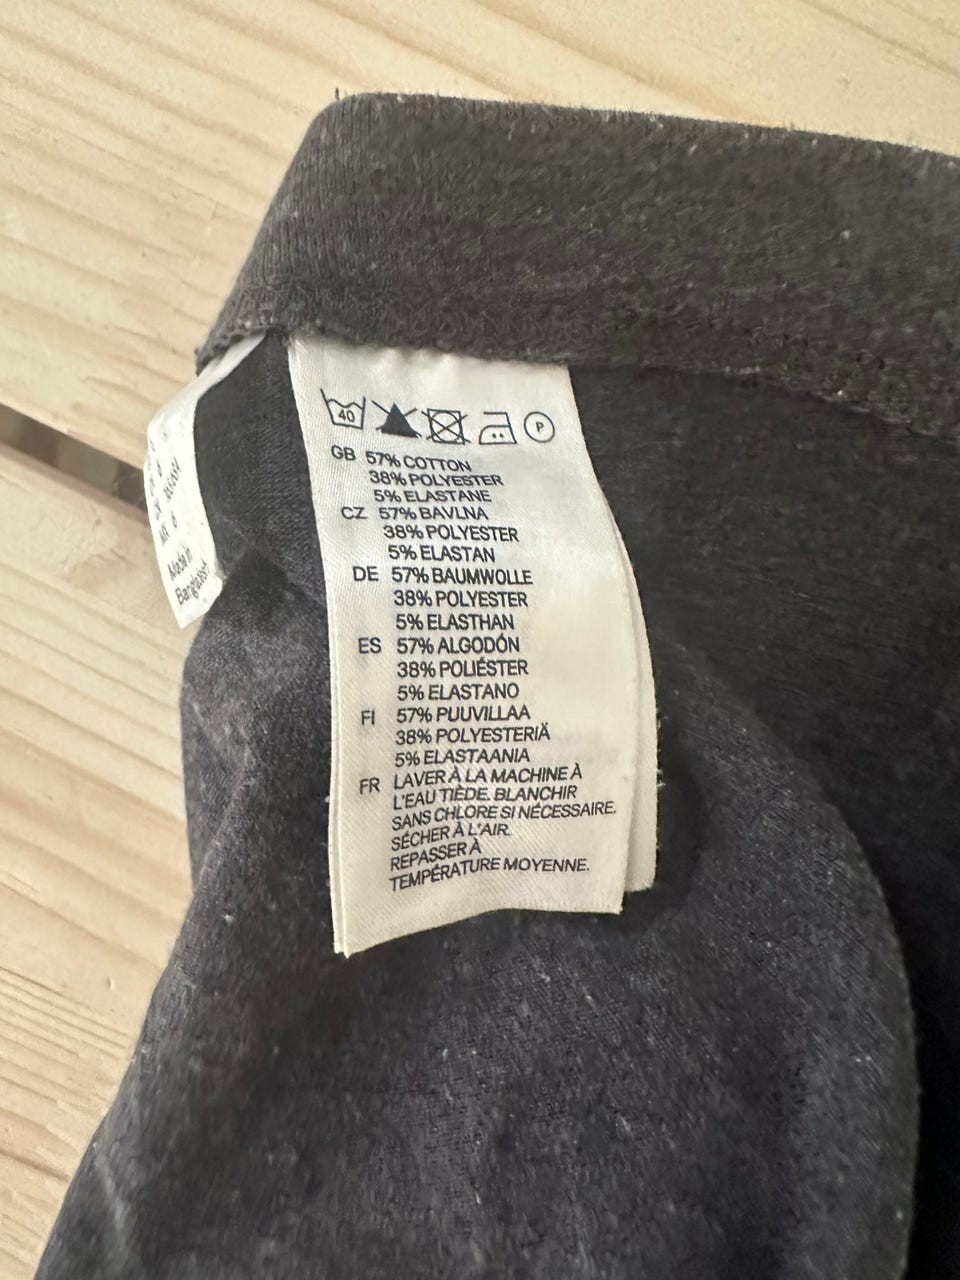 40
P
GB 57% COTTON
38% POLYESTER
5% ELASTANE
CZ 57% BAVLNA
38% POLYESTER
5% ELASTAN
DE 57% BAUMWOLLE
38% POLYESTER
5% ELASTHAN
ES 57% ALGODÓN
38% POLIÉSTER
5% ELASTANO
FI 57% PUUVILLAA
38% POLYESTERIÄ
5% ELASTAANIA
FR LAVER À LA MACHINE À
L'EAU TIÈDE. BLANCHIR
SANS CHLORE SI NÉCESSAIRE.
SÉCHER À L'AIR.
REPASSER À
TEMPÉRATURE MOYENNE.
Made in
Bangladesh